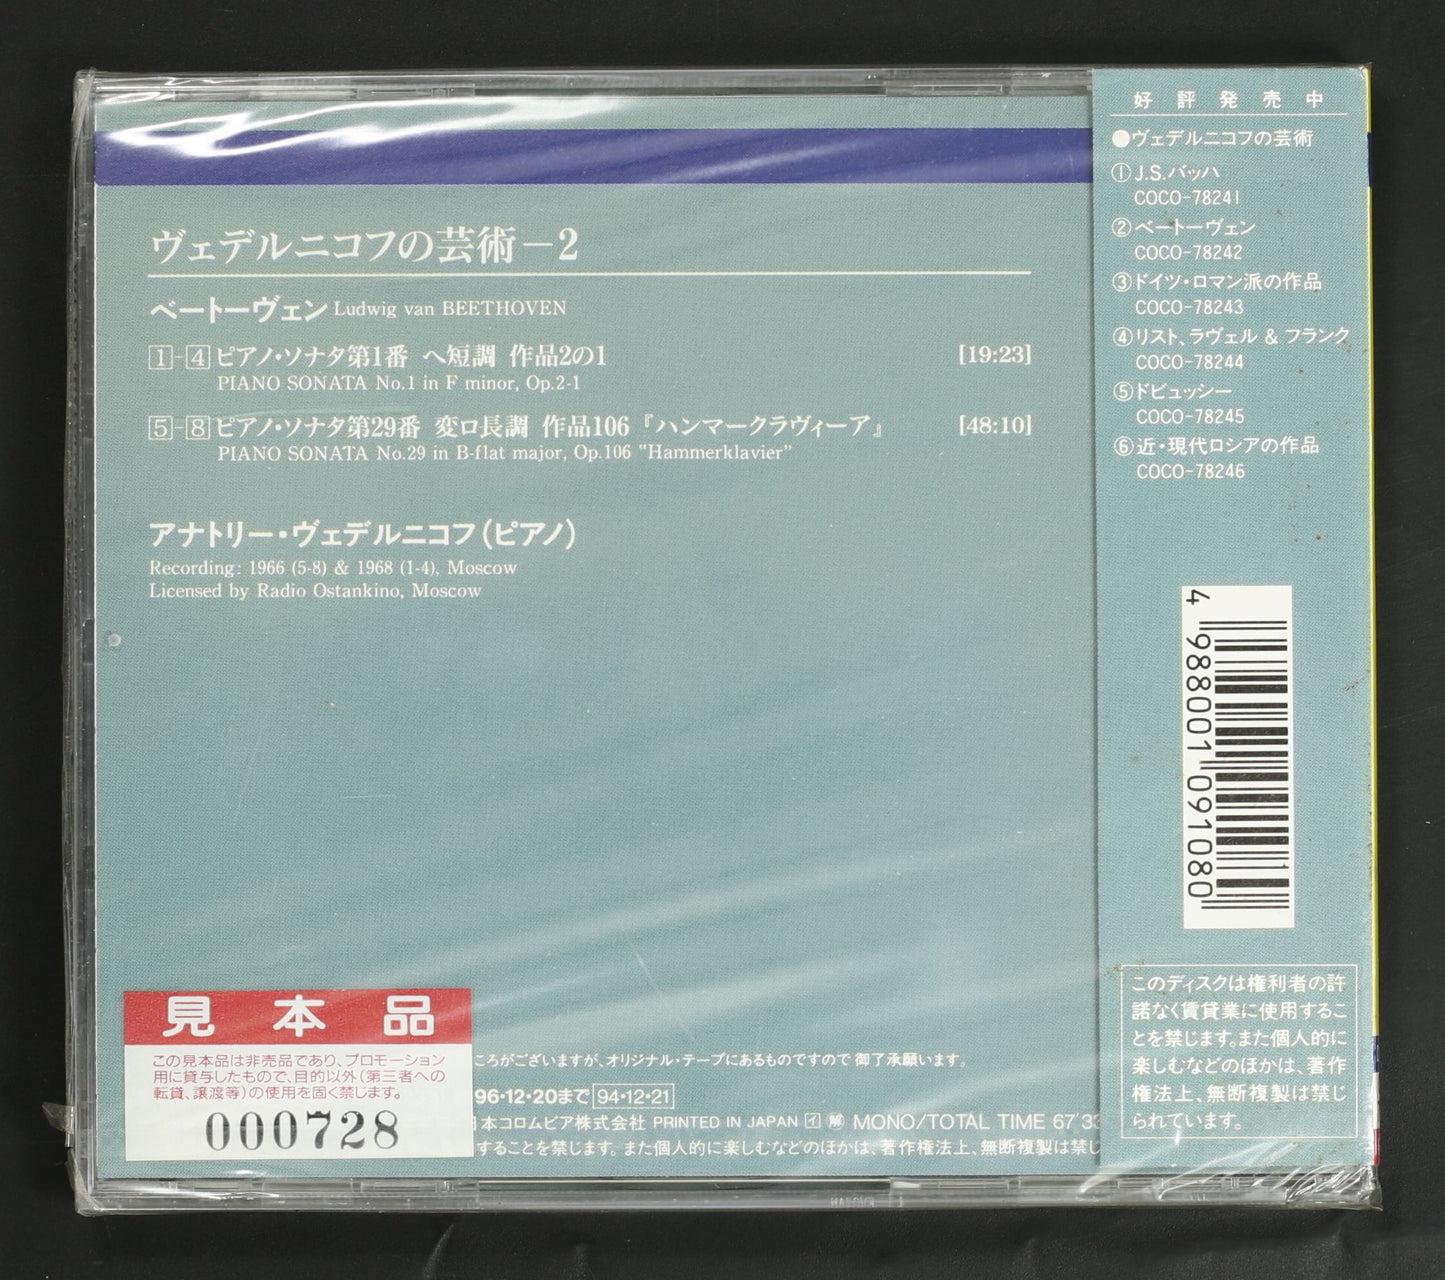 ヴェデルニコフの芸術－2
ベートーヴェン Ludwig van BEETHOVEN
1-4 ピアノ・ソナタ第1番 ヘ短調 作品2の1 [19:23]
PIANO SONATA No.1 in F minor, Op.2-1
5-8 ピアノ・ソナタ第29番 変ロ長調 作品106『ハンマークラヴィーア』 [48:10]
PIANO SONATA No.29 in B-flat major, Op.106 "Hammerklavier"
アナトリー・ヴェデルニコフ(ピアノ)
Recording: 1966 (5-8) & 1968 (1-4), Moscow
Licensed by Radio Ostankino, Moscow
見本品
この見本品は非売品であり、プロモーション
用に貸与したもので、目的以外(第三者への
転貸、譲渡等)の使用を固く禁じます。
000728
ころがございますが、オリジナル・テープにあるものですので 御了承願います。
96・12・20まで 94・12・21
本コロムビア株式会社 PRINTED IN JAPAN イ MONO/TOTAL TIME 67'33
することを禁じます。また個人的に楽しむなどのほかは、著作権法上、無断複製は禁じ
好評発売中
●ヴェデルニコフの芸術
①J.S.バッハ
COCO-78241
②ベートーヴェン
COCO-78242
③ドイツ・ロマン派の作品
COCO-78243
④リスト、ラヴェル & フランク
COCO-78244
⑤ドビュッシー
COCO-78245
⑥近・現代ロシアの作品
COCO-78246
4 988001 091080
このディスクは権利者の許
諾なく賃貸業に使用するこ
とを禁じます。また個人的に
楽しむなどのほかは、著作
権法上、無断複製は禁じ
られています。